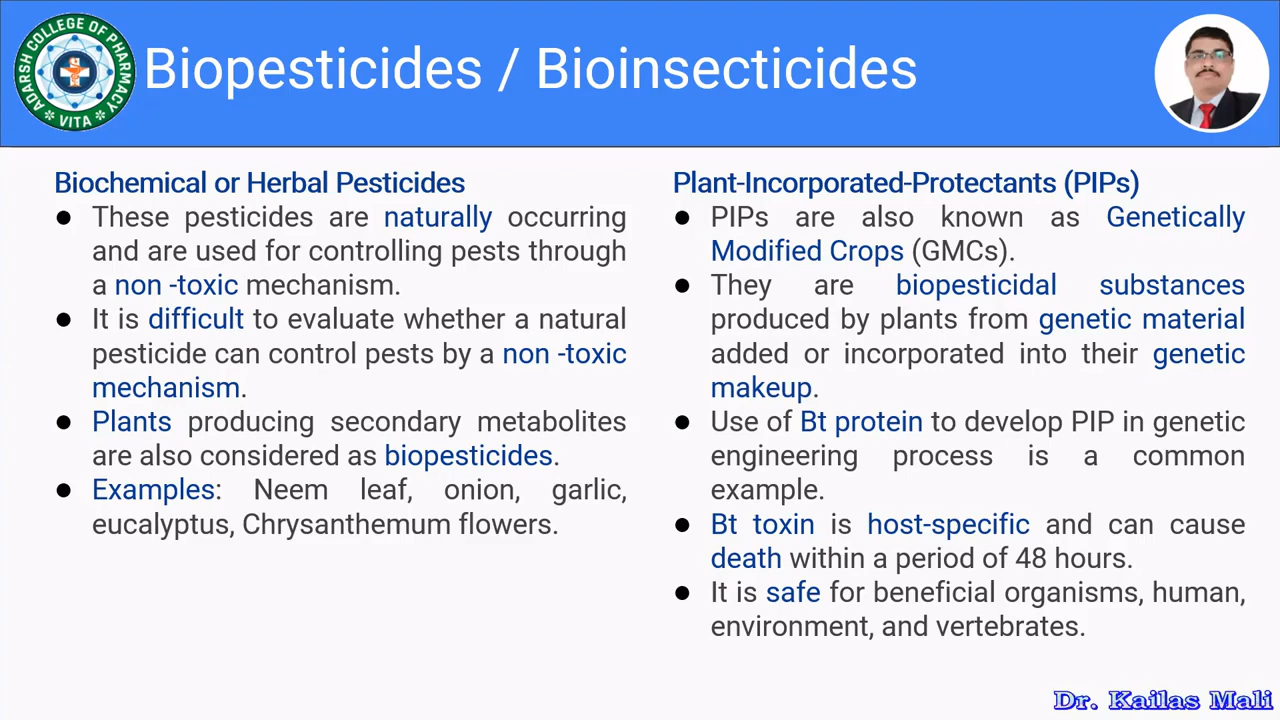 ADARSH COLLEGE OF PHARMACY
VITA
Biopesticides / Bioinsecticides
Biochemical or Herbal Pesticides
● These pesticides are naturally occurring
and are used for controlling pests through
a non -toxic mechanism.
● It is difficult to evaluate whether a natural
pesticide can control pests by a non -toxic
mechanism.
● Plants producing secondary metabolites
are also considered as biopesticides.
● Examples: Neem leaf, onion, garlic,
eucalyptus, Chrysanthemum flowers.
Plant-Incorporated-Protectants (PIPs)
● PIPs are also known as Genetically
Modified Crops (GMCs).
● They are biopesticidal substances
produced by plants from genetic material
added or incorporated into their genetic
makeup.
● Use of Bt protein to develop PIP in genetic
engineering process is a common
example.
● Bt toxin is host-specific and can cause
death within a period of 48 hours.
● It is safe for beneficial organisms, human,
environment, and vertebrates.
Dr. Kailas Mali